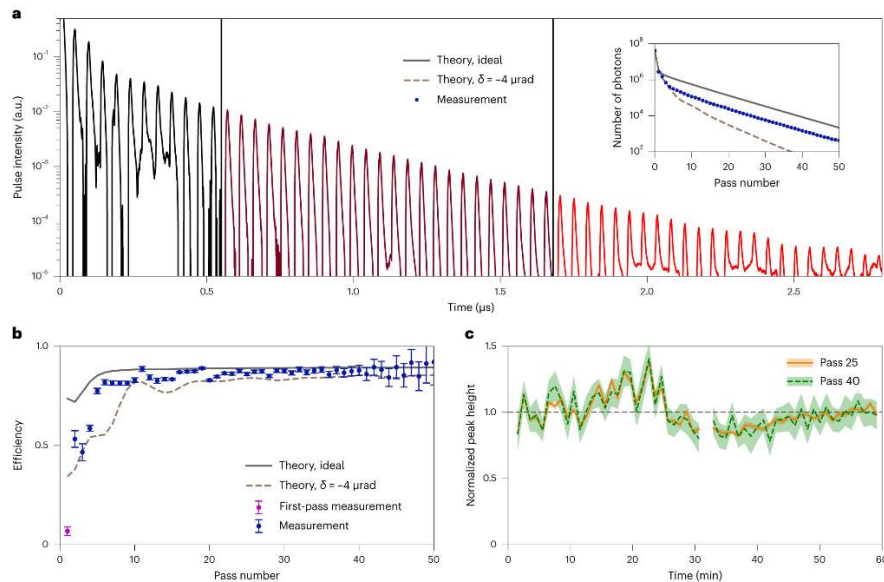 a
Pulse intensity (a.u.)
10⁻¹
10⁻²
10⁻³
10⁻⁴
10⁻⁵
0
0.5
1.0
1.5
2.0
2.5
Time (µs)
Theory, ideal
Theory, δ = −4 µrad
Measurement
Number of photons
10⁸
10⁶
10⁴
10²
0
10
20
30
40
50
Pass number
b
Efficiency
1.0
0.5
0
0
10
20
30
40
50
Pass number
Theory, ideal
Theory, δ = −4 µrad
First-pass measurement
Measurement
c
Normalized peak height
1.5
1.0
0.5
0
0
10
20
30
40
50
60
Time (min)
Pass 25
Pass 40